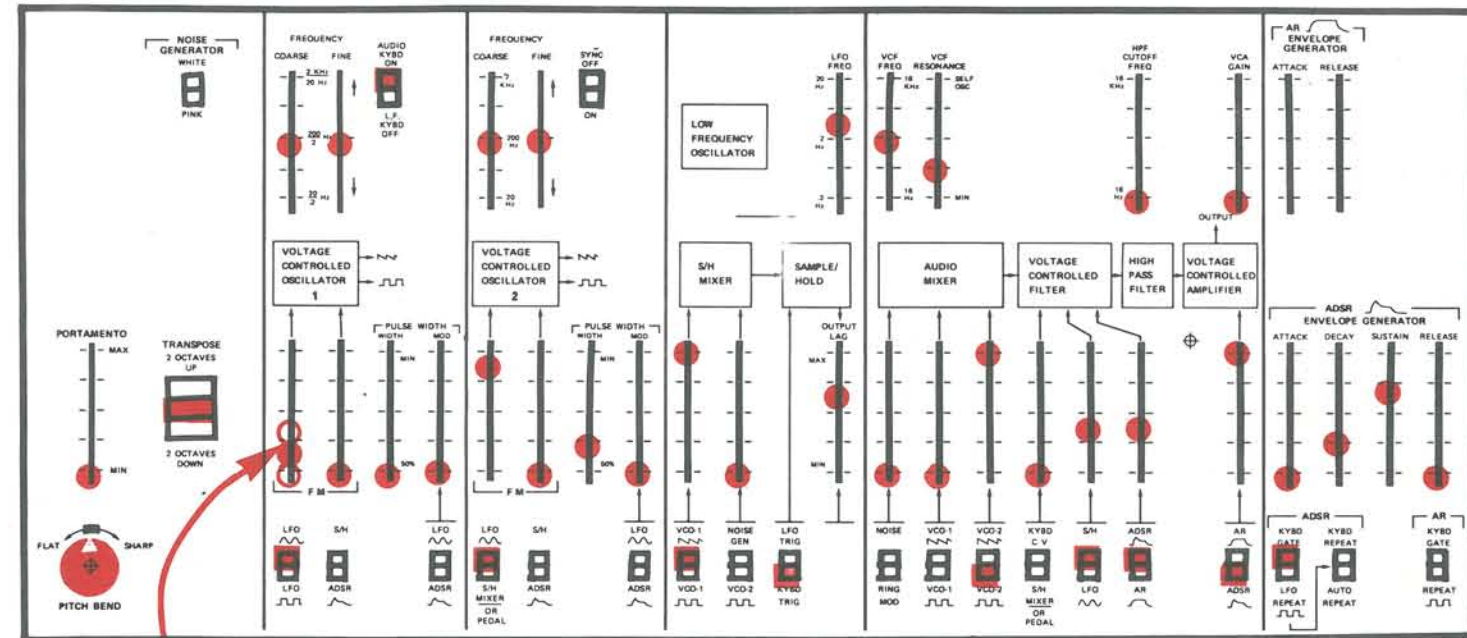 NOISE
GENERATOR
WHITE
PINK
PORTAMENTO
MAX
MIN
TRANSPOSE
2 OCTAVES
UP
2 OCTAVES
DOWN
FLAT
SHARP
PITCH BEND
FREQUENCY
COARSE
FINE
2 KHz
20 Hz
200 Hz
2
20 Hz
.2
AUDIO
KYBD
ON
L.F.
KYBD
OFF
VOLTAGE
CONTROLLED
OSCILLATOR
1
PULSE WIDTH
WIDTH
MOD
MIN
50%
FM
LFO
S/H
LFO
LFO
ADSR
ADSR
FREQUENCY
COARSE
FINE
KHz
200
Hz
20
Hz
SYNC
OFF
ON
VOLTAGE
CONTROLLED
OSCILLATOR
2
PULSE WIDTH
WIDTH
MOD
MIN
50%
FM
LFO
S/H
LFO
S/H
MIXER
OR
PEDAL
ADSR
ADSR
LOW
FREQUENCY
OSCILLATOR
LFO
FREQ
20
Hz
2
Hz
.2
Hz
S/H
MIXER
SAMPLE/
HOLD
OUTPUT
LAG
MAX
MIN
VCO-1
NOISE
GEN
LFO
TRIG
VCO-1
VCO-2
KYBD
TRIG
VCF
FREQ
VCF
RESONANCE
16
KHz
16
Hz
SELF
OSC
MIN
HPF
CUTOFF
FREQ
16
KHz
16
Hz
VCA
GAIN
OUTPUT
AUDIO
MIXER
VOLTAGE
CONTROLLED
FILTER
HIGH
PASS
FILTER
VOLTAGE
CONTROLLED
AMPLIFIER
NOISE
VCO-1
VCO-2
KYBD
C V
S/H
ADSR
AR
RING
MOD
VCO-1
VCO-2
S/H
MIXER
OR
PEDAL
LFO
AR
ADSR
AR
ENVELOPE
GENERATOR
ATTACK
RELEASE
ADSR
ENVELOPE GENERATOR
ATTACK
DECAY
SUSTAIN
RELEASE
ADSR
KYBD
GATE
KYBD
REPEAT
LFO
REPEAT
AUTO
REPEAT
AR
KYBD
GATE
LFO
REPEAT